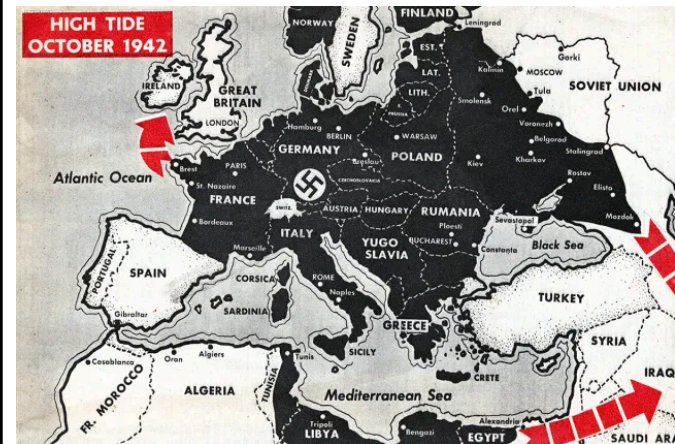 HIGH TIDE
OCTOBER 1942
NORWAY
SWEDEN
FINLAND
Leningrad
EST.
LAT.
LITH.
PRUSSIA
DENMARK
Kalinin
MOSCOW
Gorki
Tula
SOVIET UNION
Smolensk
Orel
Voronezh
Belgorod
Kharkov
Stalingrad
Kiev
Rostov
Elista
Mozdok
IRELAND
GREAT
BRITAIN
LONDON
Hamburg
BERLIN
GERMANY
WARSAW
POLAND
Breslau
CZECHOSLOVAKIA
Atlantic Ocean
Brest
PARIS
St. Nazaire
FRANCE
Bordeaux
Marseille
SWITZ.
AUSTRIA
HUNGARY
RUMANIA
Ploesti
BUCHAREST
Constanta
Sevastopol
Black Sea
ITALY
YUGO
SLAVIA
PORTUGAL
SPAIN
Gibraltar
CORSICA
SARDINIA
ROME
Naples
SICILY
GREECE
CRETE
TURKEY
SYRIA
IRAQ
Casablanca
FR. MOROCCO
Oran
Algiers
ALGERIA
TUNISIA
Tunis
Mediterranean Sea
Tripoli
LIBYA
Bengazi
Alexandria
EGYPT
SAUDI ARA